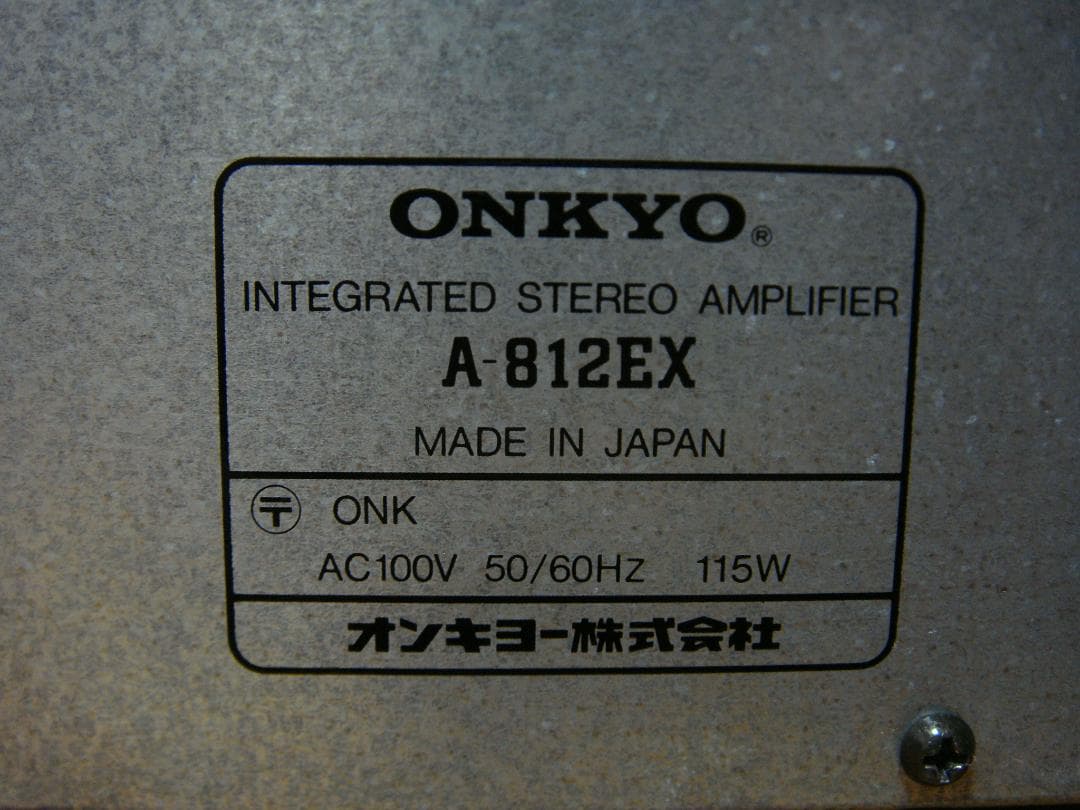 ONKYO®
INTEGRATED STEREO AMPLIFIER
A-812EX
MADE IN JAPAN
〶 ONK
AC100V 50/60Hz 115W
オンキヨー株式会社